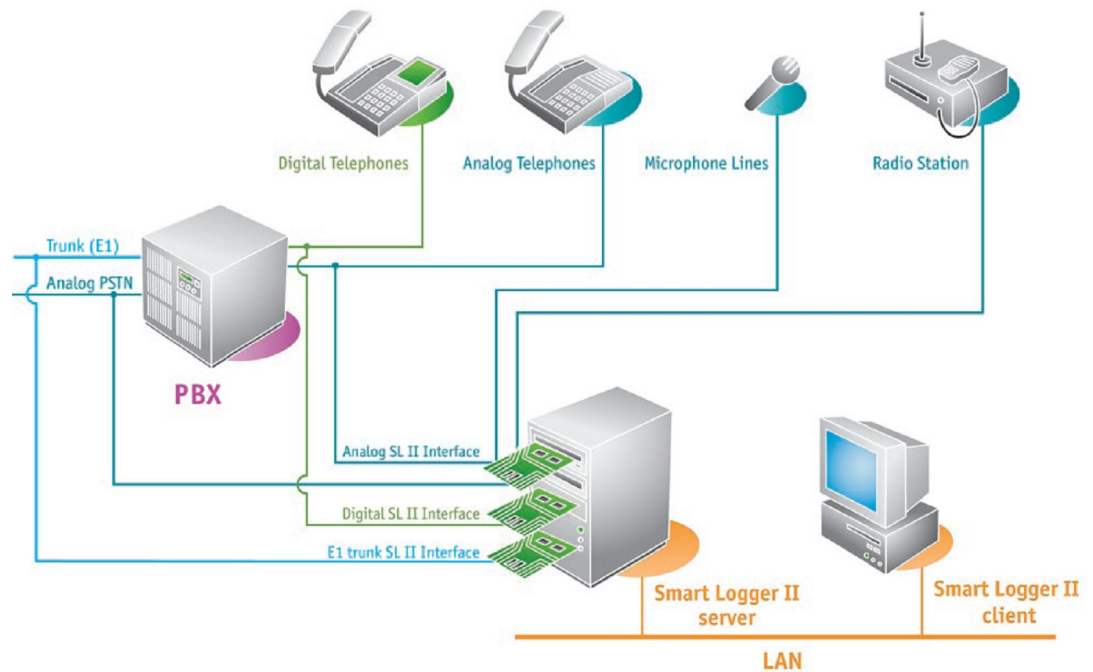 Digital Telephones
Analog Telephones
Microphone Lines
Radio Station
Trunk (E1)
Analog PSTN
PBX
Analog SL II Interface
Digital SL II Interface
E1 trunk SL II Interface
Smart Logger II
server
Smart Logger II
client
LAN